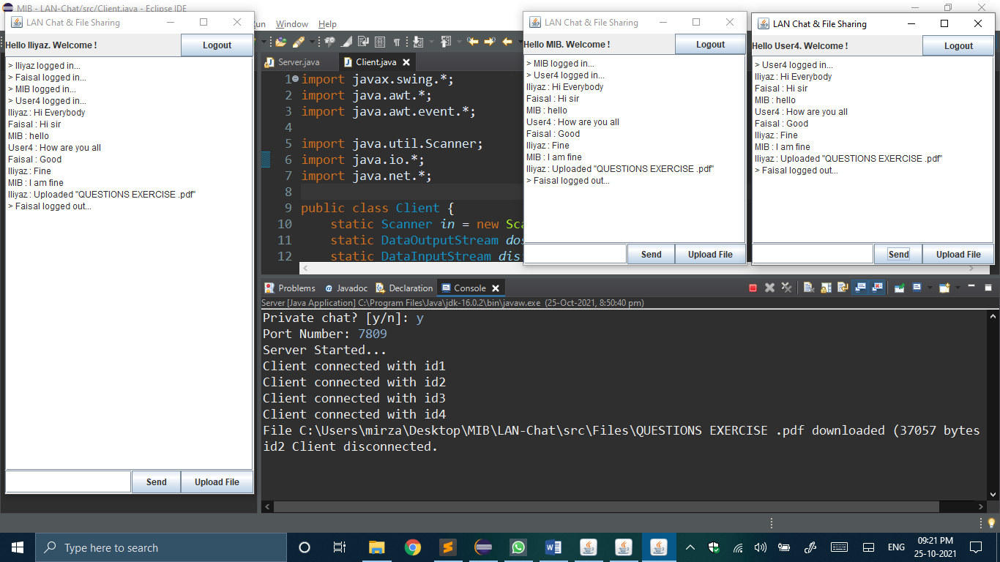 MIB - LAN-Chat/src/Client.java - Eclipse IDE
Run Window Help
LAN Chat & File Sharing
Hello Iliyaz. Welcome !
Logout
> Iliyaz logged in...
> Faisal logged in...
> MIB logged in...
> User4 logged in...
Iliyaz : Hi Everybody
Faisal : Hi sir
MIB : hello
User4 : How are you all
Faisal : Good
Iliyaz : Fine
MIB : I am fine
Iliyaz : Uploaded "QUESTIONS EXERCISE .pdf"
> Faisal logged out...
Send
Upload File
Server.java
Client.java
1 import javax.swing.*;
2 import java.awt.*;
3 import java.awt.event.*;
4
5 import java.util.Scanner;
6 import java.io.*;
7 import java.net.*;
8
9 public class Client {
10 static Scanner in = new Sca
11 static DataOutputStream dos
12 static DataInputStream dis
LAN Chat & File Sharing
Hello MIB. Welcome !
Logout
> MIB logged in...
> User4 logged in...
Iliyaz : Hi Everybody
Faisal : Hi sir
MIB : hello
User4 : How are you all
Faisal : Good
Iliyaz : Fine
MIB : I am fine
Iliyaz : Uploaded "QUESTIONS EXERCISE .pdf"
> Faisal logged out...
Send
Upload File
LAN Chat & File Sharing
Hello User4. Welcome !
Logout
> User4 logged in...
Iliyaz : Hi Everybody
Faisal : Hi sir
MIB : hello
User4 : How are you all
Faisal : Good
Iliyaz : Fine
MIB : I am fine
Iliyaz : Uploaded "QUESTIONS EXERCISE .pdf"
> Faisal logged out...
Send
Upload File
Problems @ Javadoc Declaration Console
Server [Java Application] C:\Program Files\Java\jdk-16.0.2\bin\javaw.exe (25-Oct-2021, 8:50:40 pm)
Private chat? [y/n]: y
Port Number: 7809
Server Started...
Client connected with id1
Client connected with id2
Client connected with id3
Client connected with id4
File C:\Users\mirza\Desktop\MIB\LAN-Chat\src\Files\QUESTIONS EXERCISE .pdf downloaded (37057 bytes
id2 Client disconnected.
Type here to search
ENG
09:21 PM
25-10-2021